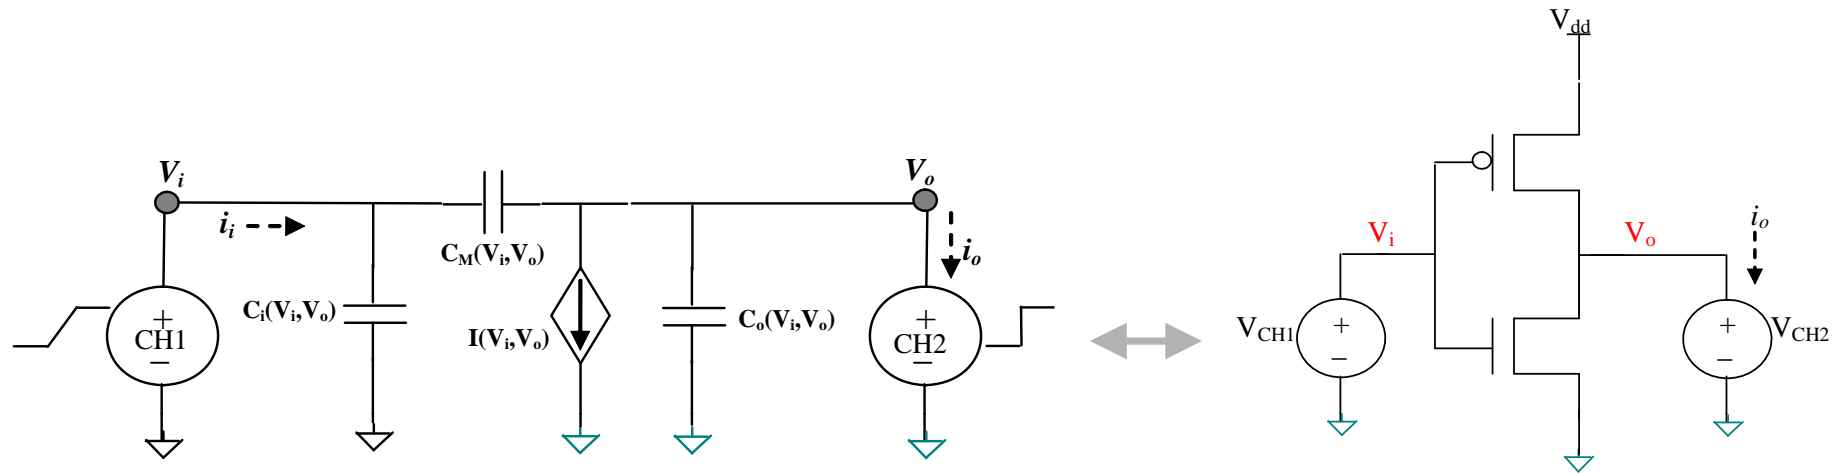 V_i
i_i
C_M(V_i,V_o)
C_i(V_i,V_o)
I(V_i,V_o)
C_o(V_i,V_o)
V_o
i_o
+
CH1
−
+
CH2
−
V_dd
V_i
V_o
i_o
V_CH1
+
−
+
−
V_CH2